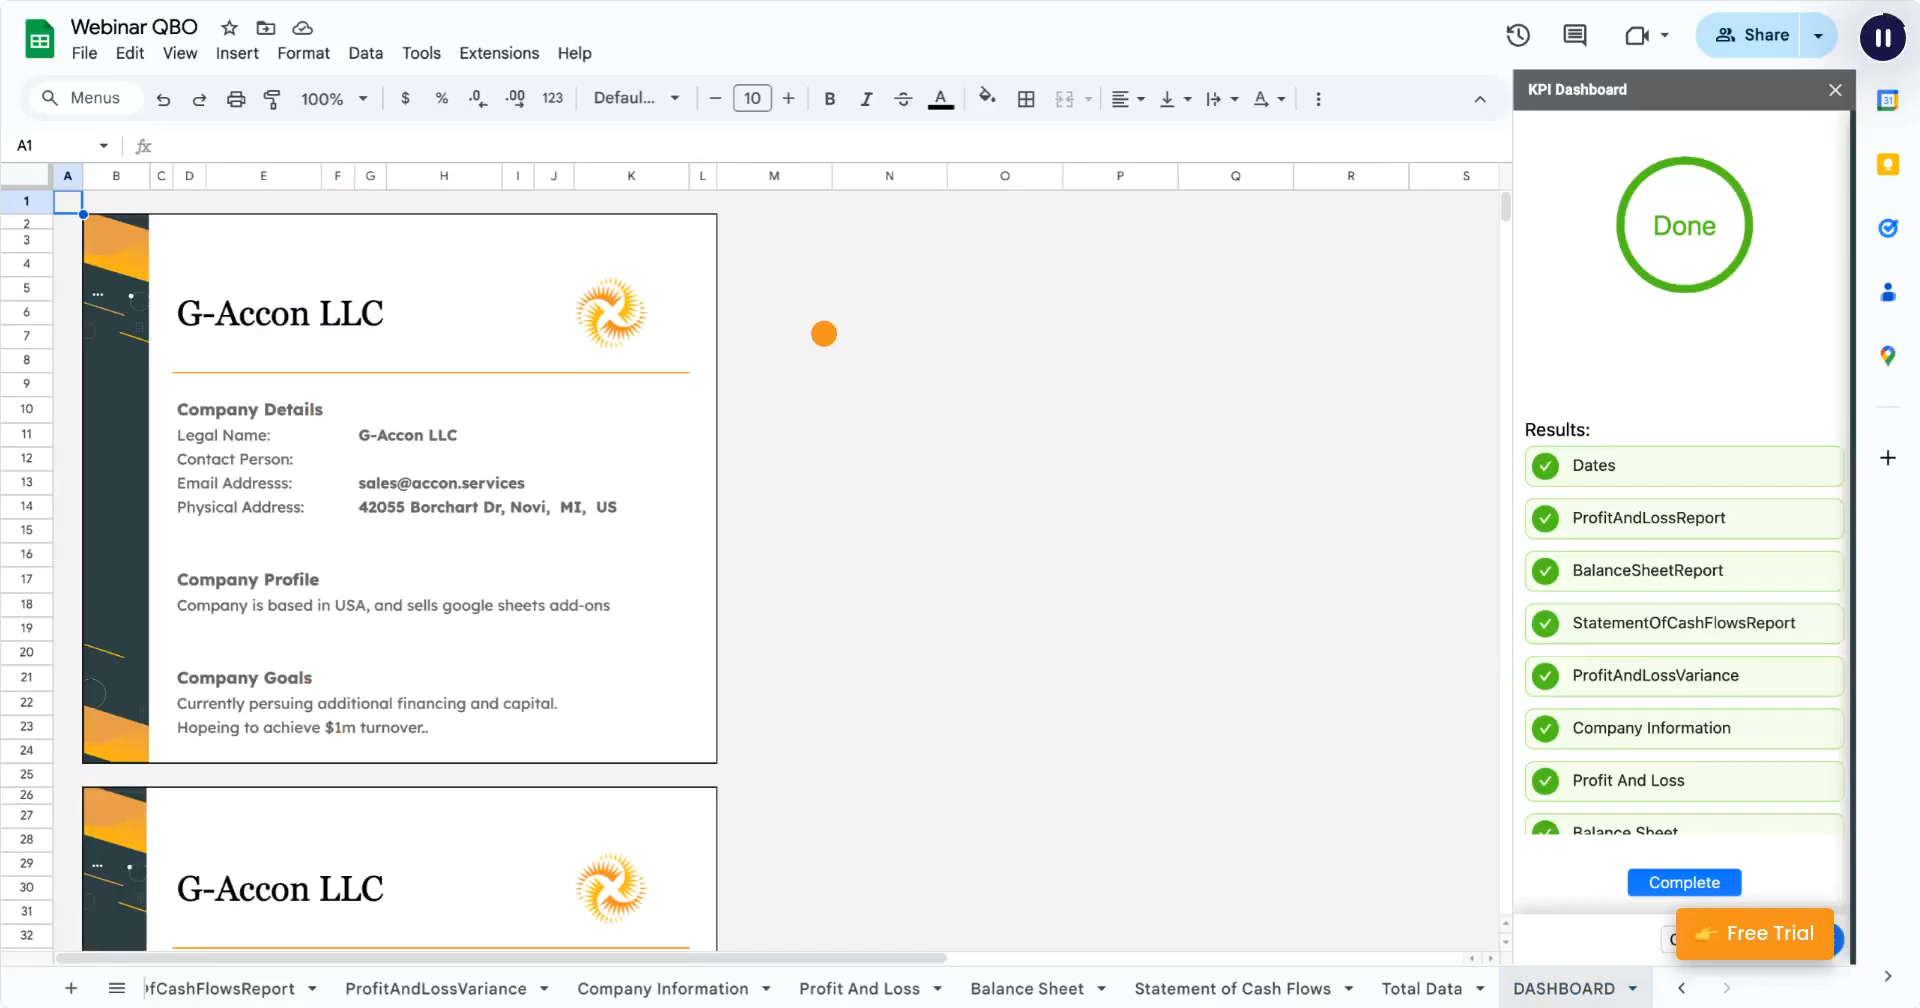 Webinar QBO
File Edit View Insert Format Data Tools Extensions Help
Share
Menus 100% $ % .0 .00 123 Defaul... 10 B I A
KPI Dashboard
31
A1 fx
A B C D E F G H I J K L M N O P Q R S
1
2
3
4
5
6
7
8
9
10
11
12
13
14
15
16
17
18
19
20
21
22
23
24
25
26
27
28
29
30
31
32
G-Accon LLC
Company Details
Legal Name: G-Accon LLC
Contact Person:
Email Addresss: sales@accon.services
Physical Address: 42055 Borchart Dr, Novi, MI, US
Company Profile
Company is based in USA, and sells google sheets add-ons
Company Goals
Currently persuing additional financing and capital.
Hopeing to achieve $1m turnover..
G-Accon LLC
Done
Results:
Dates
ProfitAndLossReport
BalanceSheetReport
StatementOfCashFlowsReport
ProfitAndLossVariance
Company Information
Profit And Loss
Balance Sheet
Complete
Free Trial
OfCashFlowsReport ProfitAndLossVariance Company Information Profit And Loss Balance Sheet Statement of Cash Flows Total Data DASHBOARD